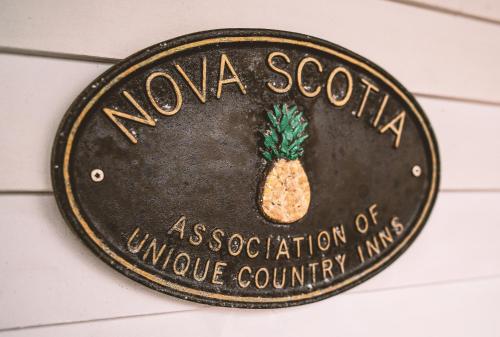 NOVA SCOTIA
ASSOCIATION OF
UNIQUE COUNTRY INNS